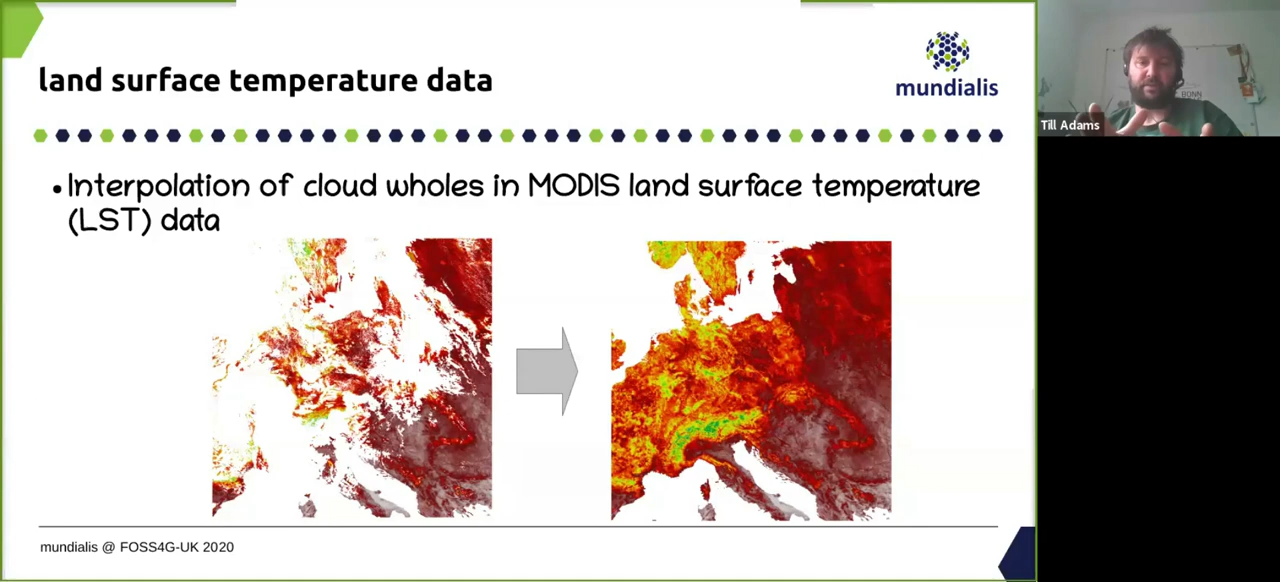 land surface temperature data
mundialis
• Interpolation of cloud wholes in MODIS land surface temperature
(LST) data
mundialis @ FOSS4G-UK 2020
BONN
Till Adams